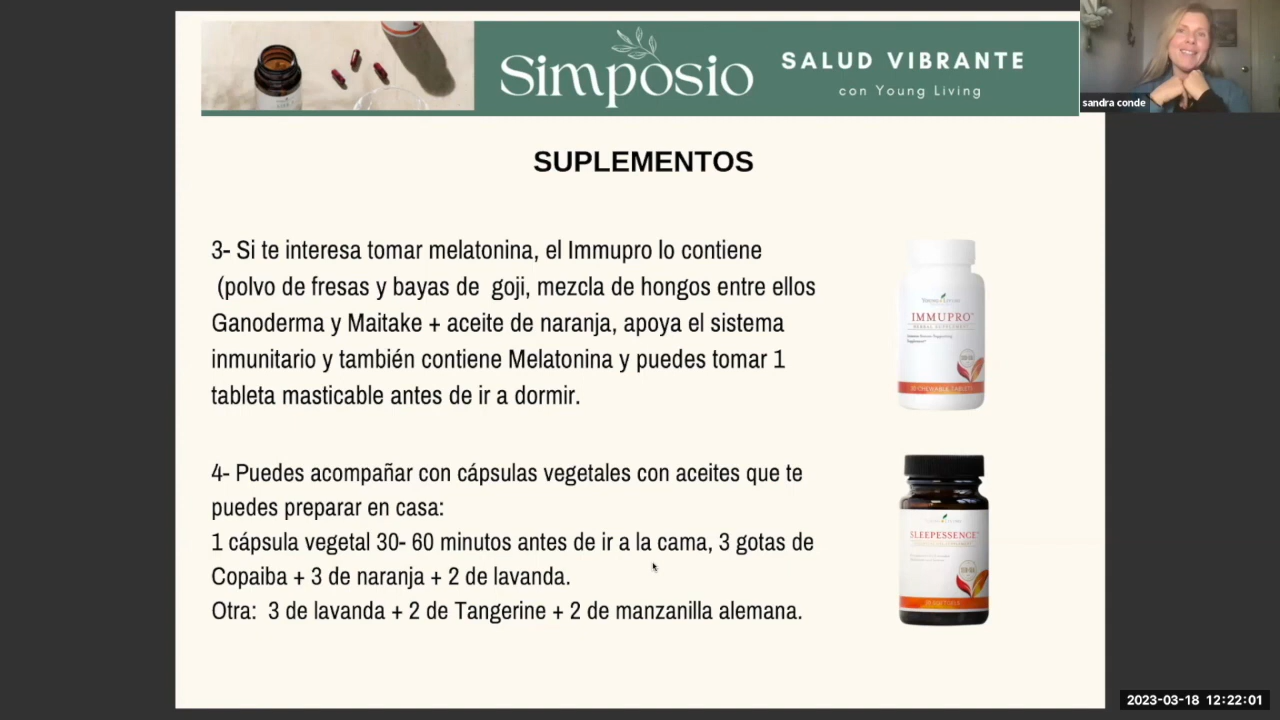 Simposio
SALUD VIBRANTE
con Young Living
sandra conde
SUPLEMENTOS
3- Si te interesa tomar melatonina, el Immupro lo contiene
(polvo de fresas y bayas de goji, mezcla de hongos entre ellos
Ganoderma y Maitake + aceite de naranja, apoya el sistema
inmunitario y también contiene Melatonina y puedes tomar 1
tableta masticable antes de ir a dormir.
YOUNG LIVING
IMMUPRO
30 CHEWABLE TABLETS
4- Puedes acompañar con cápsulas vegetales con aceites que te
puedes preparar en casa:
1 cápsula vegetal 30- 60 minutos antes de ir a la cama, 3 gotas de
Copaiba + 3 de naranja + 2 de lavanda.
Otra: 3 de lavanda + 2 de Tangerine + 2 de manzanilla alemana.
SLEEPESSENCE
2023-03-18 12:22:01